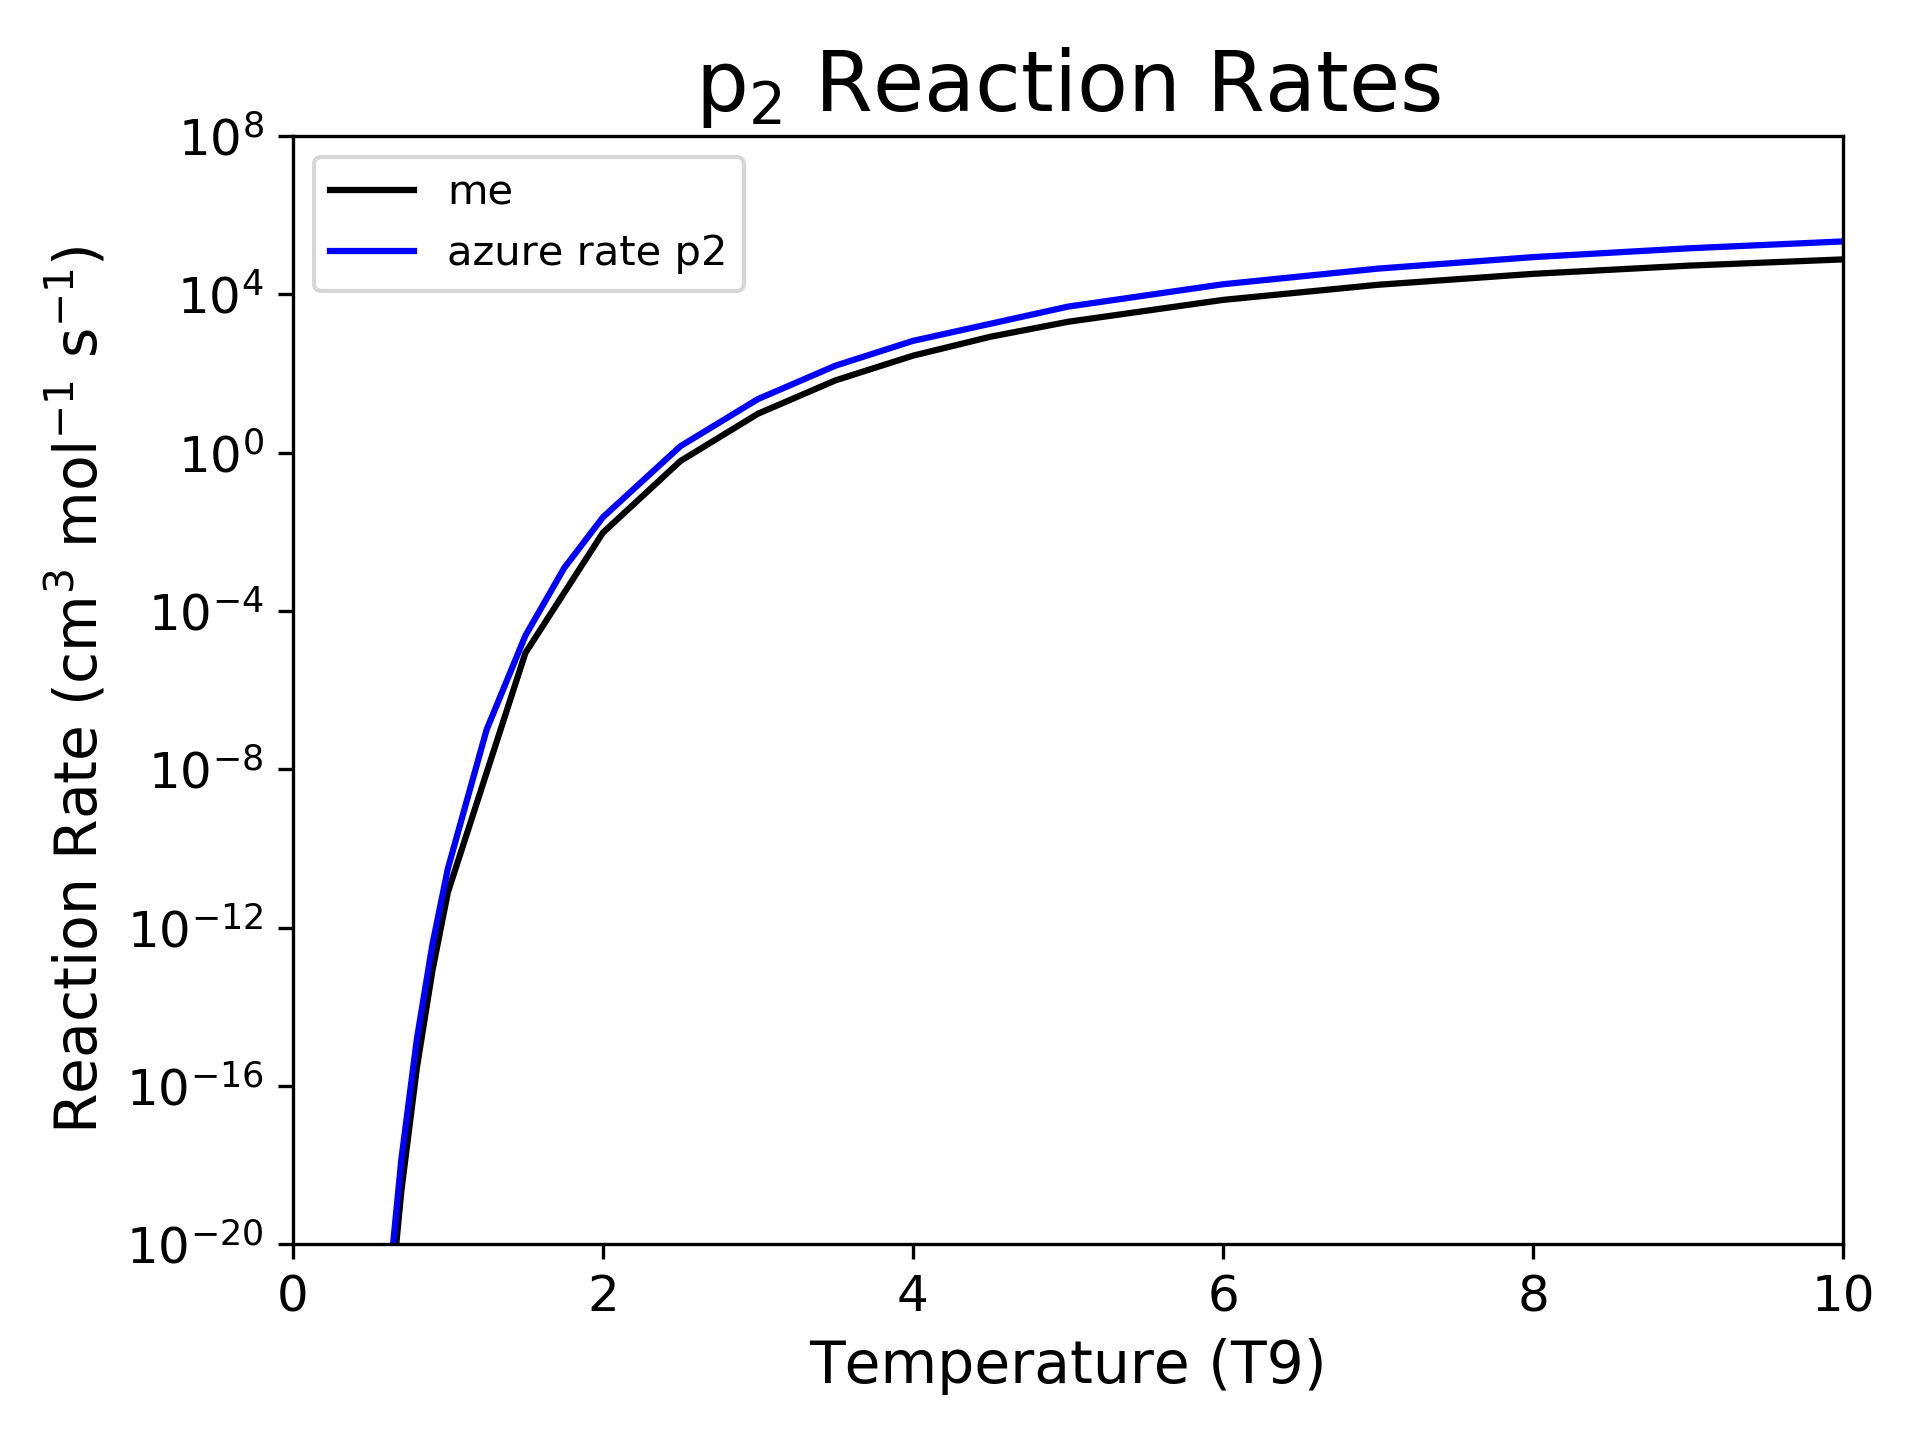 p₂ Reaction Rates
me
azure rate p2
Reaction Rate (cm³ mol⁻¹ s⁻¹)
10⁸
10⁴
10⁰
10⁻⁴
10⁻⁸
10⁻¹²
10⁻¹⁶
10⁻²⁰
0 2 4 6 8 10
Temperature (T9)